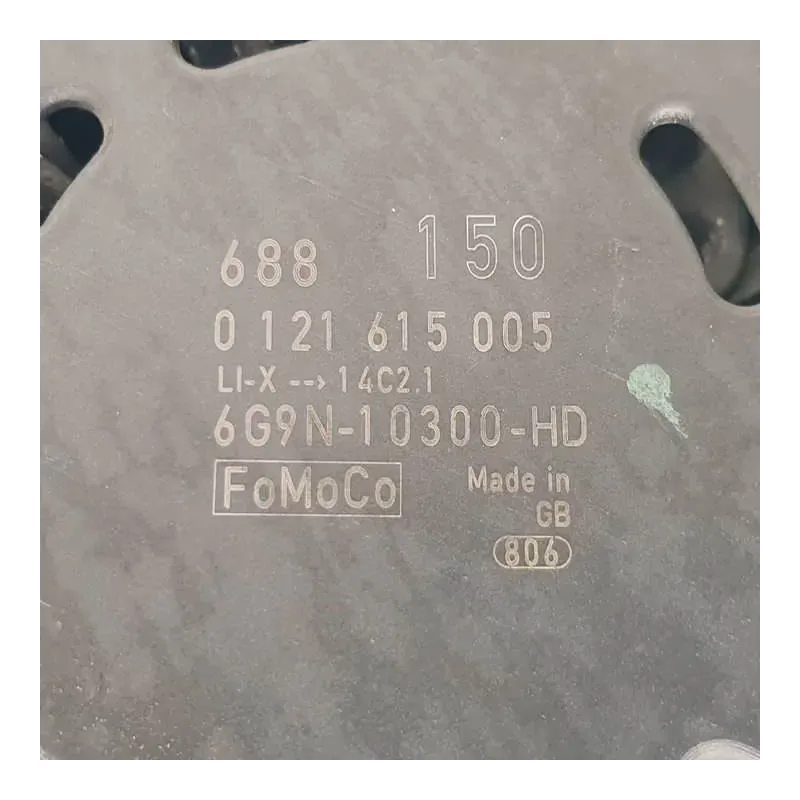 688 150
0 121 615 005
LI-X --→ 14C2.1
6G9N-10300-HD
FoMoCo
Made in
GB
806